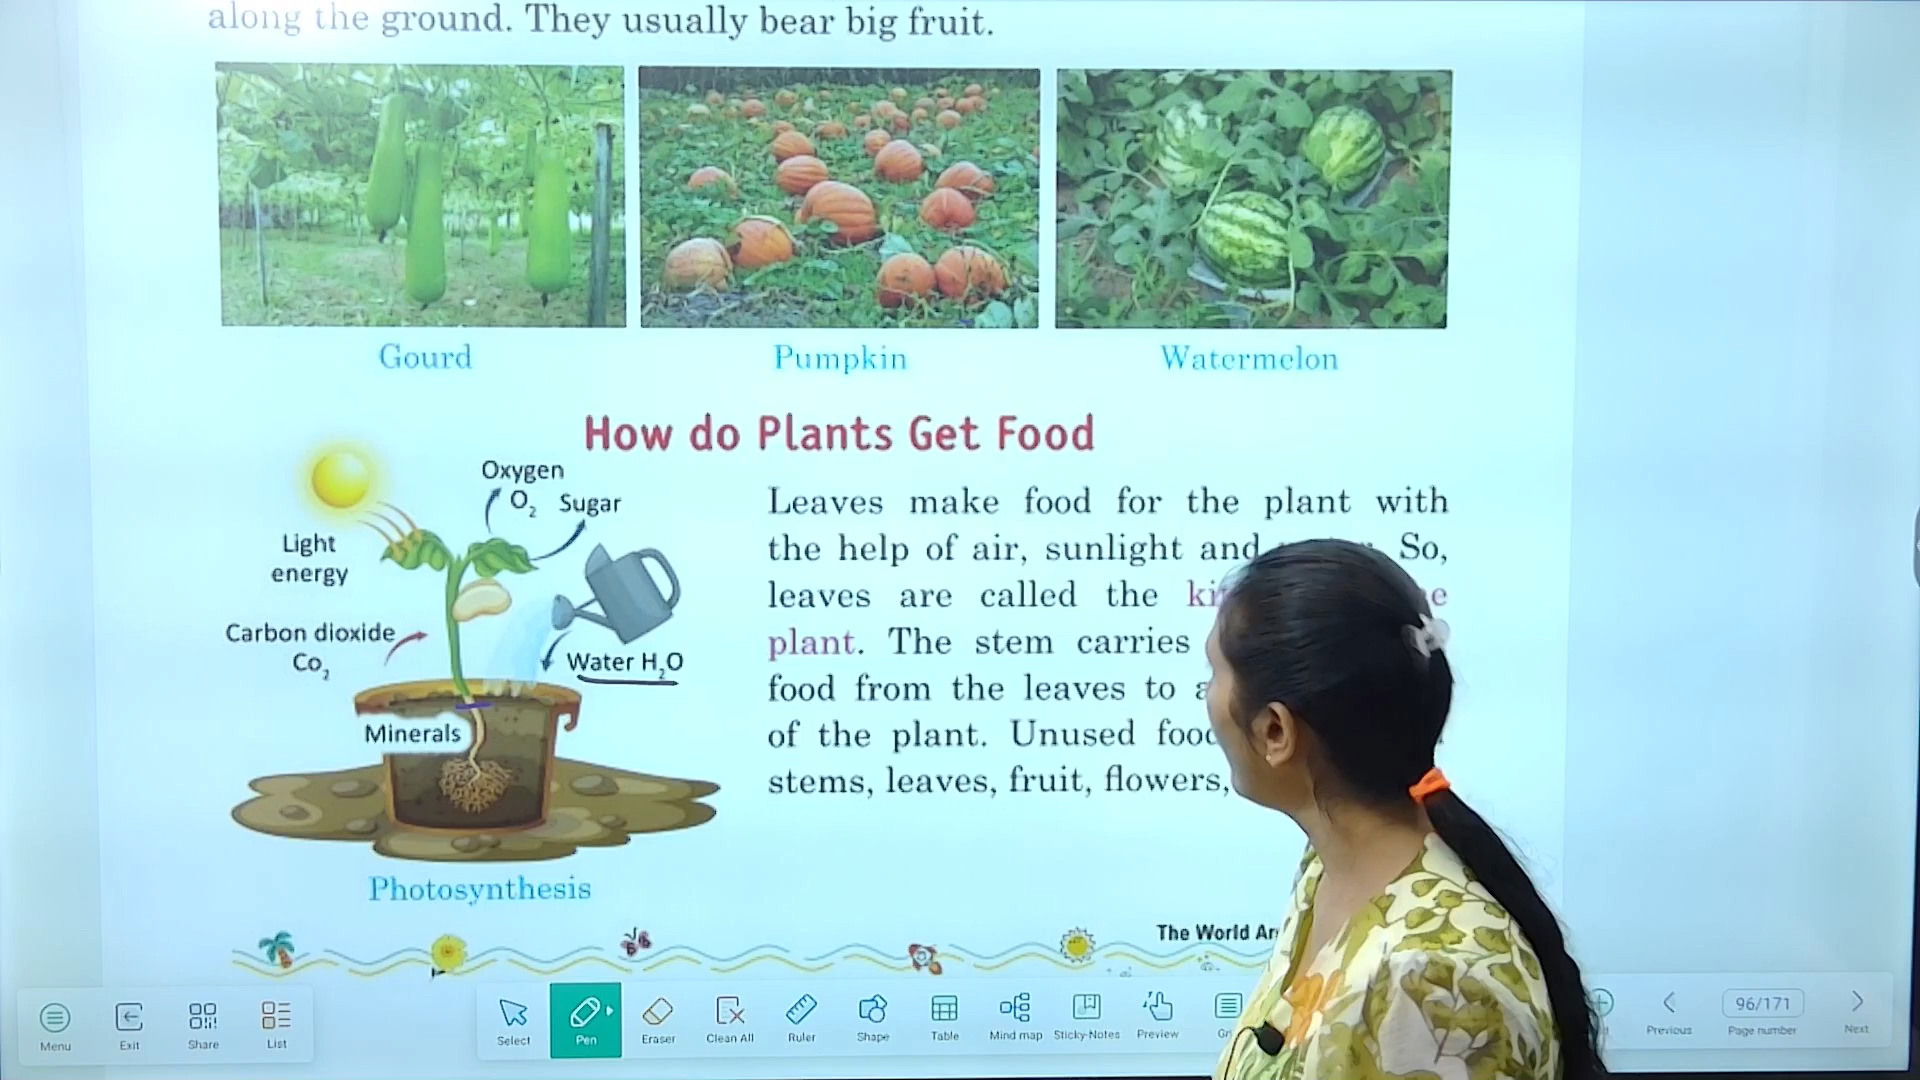 along the ground. They usually bear big fruit.
Gourd
Pumpkin
Watermelon
How do Plants Get Food
Oxygen
O2 Sugar
Light
energy
Carbon dioxide
Co2
Water H2O
Minerals
Photosynthesis
Leaves make food for the plant with
the help of air, sunlight and So,
leaves are called the
plant. The stem carries
food from the leaves to
of the plant. Unused
stems, leaves, fruit, flowers,
The World
Menu
Exit
Share
List
Select
Pen
Eraser
Clean All
Ruler
Shape
Table
Mind map
Sticky-Notes
Preview
96/171
Previous
Page number
Next